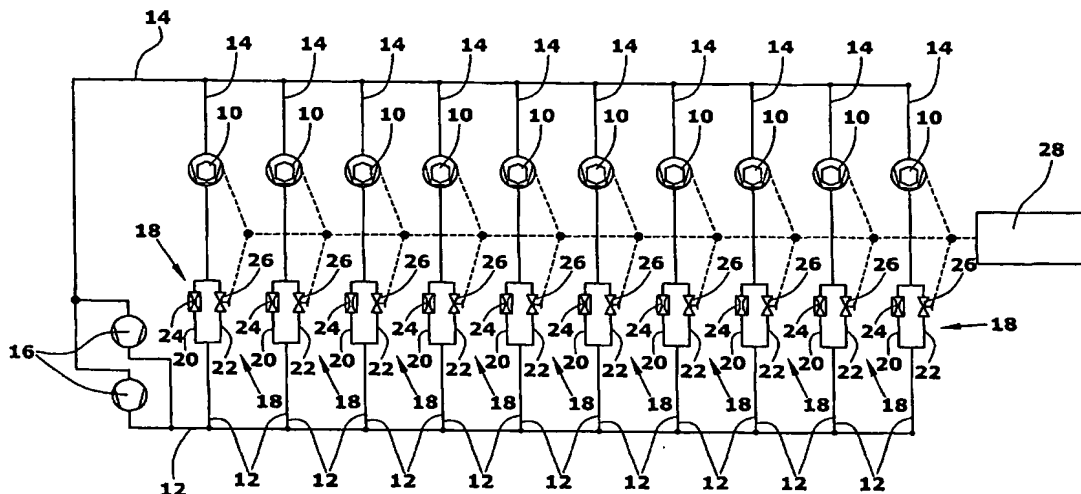 14
14 14 14 14 14 14 14 14 14 14
10 10 10 10 10 10 10 10 10 10
28
18
26 26 26 26 26 26 26 26 26 26
24 24 24 24 24 24 24 24 24 24
18
16
20 22 20 22 20 22 20 22 20 22 20 22 20 22 20 22 20 22 20 22
18 18 18 18 18 18 18 18 18
12 12 12 12 12 12 12 12 12
12